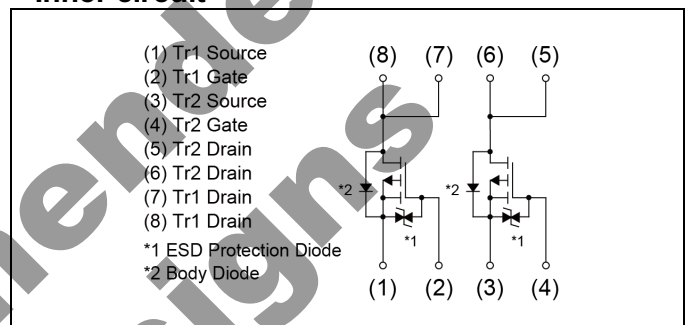 Inner circuit
(1) Tr1 Source
(2) Tr1 Gate
(3) Tr2 Source
(4) Tr2 Gate
(5) Tr2 Drain
(6) Tr2 Drain
(7) Tr1 Drain
(8) Tr1 Drain
*1 ESD Protection Diode
*2 Body Diode
(8) (7) (6) (5)
*2 *2
*1 *1
(1) (2) (3) (4)